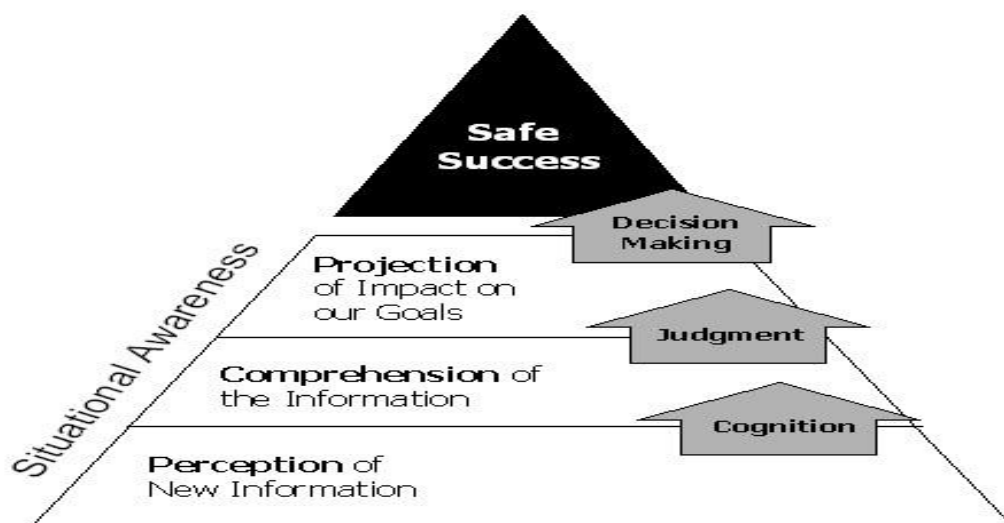 Safe
Success
Decision
Making
Projection
of Impact on
our Goals
Judgment
Comprehension of
the Information
Cognition
Perception of
New Information
Situational Awareness